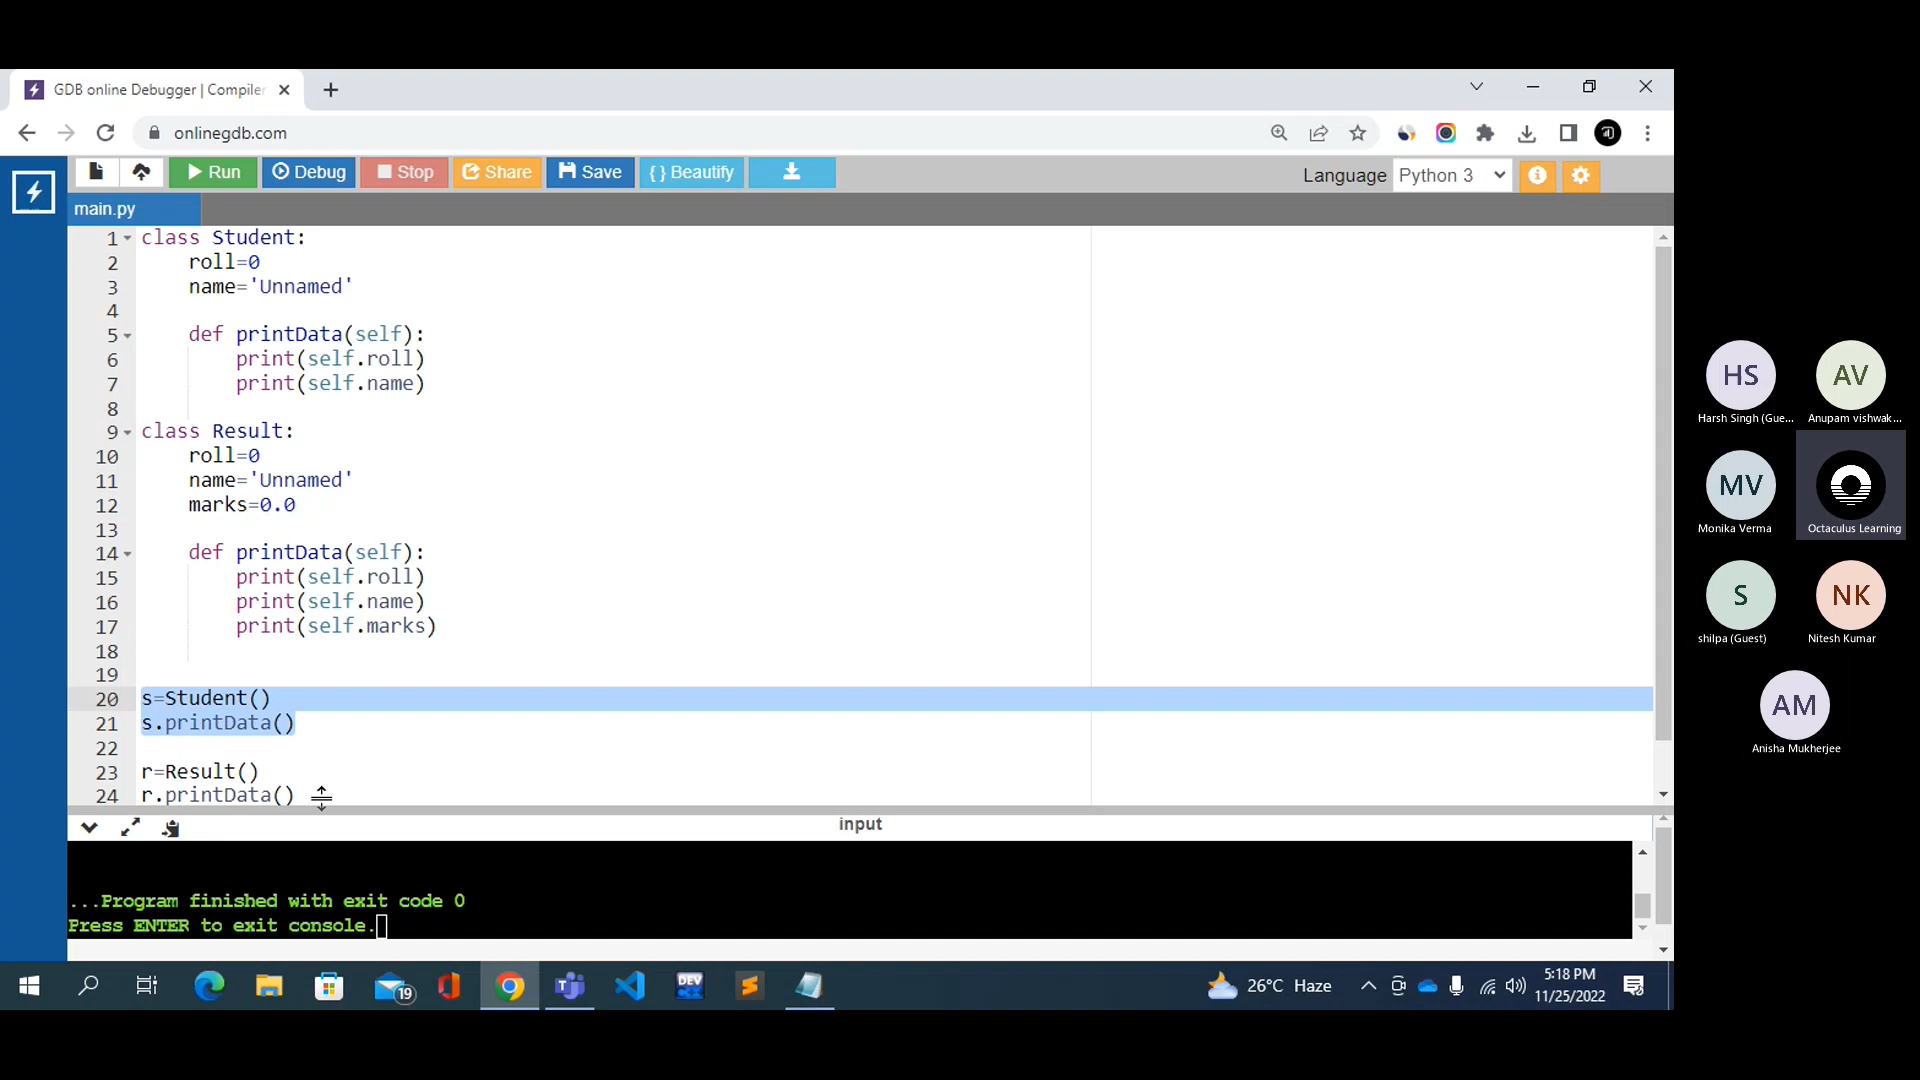 GDB online Debugger | Compiler
onlinegdb.com
Run Debug Stop Share Save { } Beautify
Language Python 3
main.py
1 class Student:
2 roll=0
3 name='Unnamed'
4
5 def printData(self):
6 print(self.roll)
7 print(self.name)
8
9 class Result:
10 roll=0
11 name='Unnamed'
12 marks=0.0
13
14 def printData(self):
15 print(self.roll)
16 print(self.name)
17 print(self.marks)
18
19
20 s=Student()
21 s.printData()
22
23 r=Result()
24 r.printData()
input
...Program finished with exit code 0
Press ENTER to exit console.
19
DEV
26°C Haze
5:18 PM
11/25/2022
HS
Harsh Singh (Gue...
AV
Anupam vishwak...
MV
Monika Verma
Octaculus Learning
S
shilpa (Guest)
NK
Nitesh Kumar
AM
Anisha Mukherjee